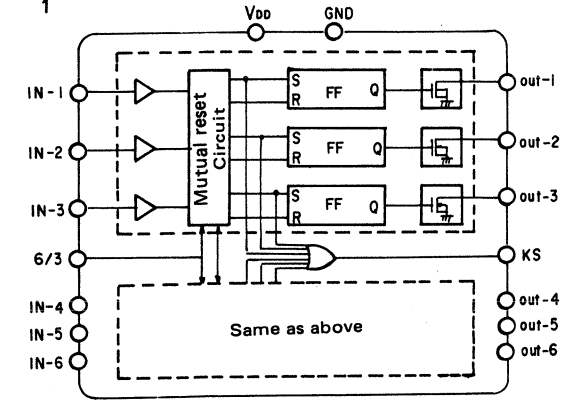 1
VDD GND
IN-1
IN-2
IN-3
6/3
IN-4
IN-5
IN-6
Mutual reset
Circuit
S
R
FF
Q
S
R
FF
Q
S
R
FF
Q
out-1
out-2
out-3
KS
out-4
out-5
out-6
Same as above